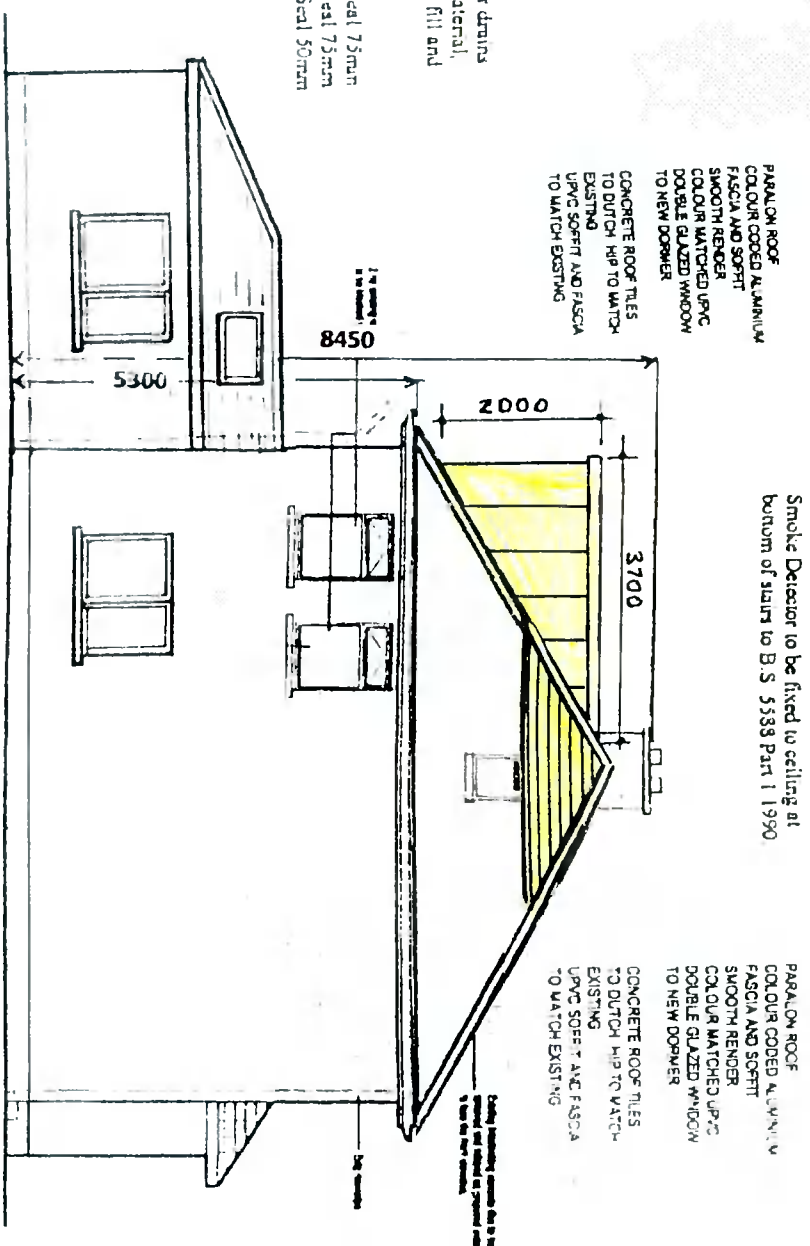 r drains
aterial,
fill and
eal 75mm
eal 75mm
Seal 50mm
PARALON ROOF
COLOUR CODED ALUMINIUM
FASCIA AND SOFFIT
SMOOTH RENDER
COLOUR MATCHED UPVC
DOUBLE GLAZED WINDOW
TO NEW DORMER
CONCRETE ROOF TILES
TO DUTCH HIP TO MATCH
EXISTING
UPVC SOFFIT AND FASCIA
TO MATCH EXISTING
Smoke Detector to be fixed to ceiling at
bottom of stairs to B.S 5588 Part 1 1990
PARALON ROOF
COLOUR CODED ALUMINIUM
FASCIA AND SOFFIT
SMOOTH RENDER
COLOUR MATCHED UPVC
DOUBLE GLAZED WINDOW
TO NEW DORMER
CONCRETE ROOF TILES
TO DUTCH HIP TO MATCH
EXISTING
UPVC SOFFIT AND FASCIA
TO MATCH EXISTING
8450
5300
2000
3700